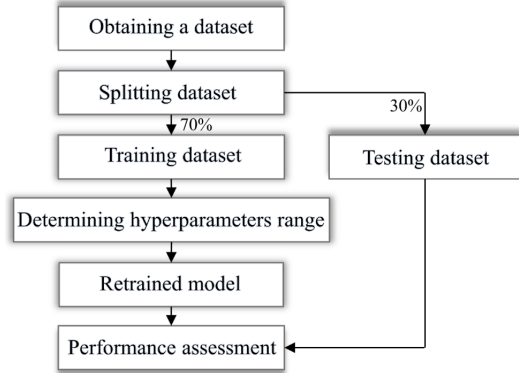 Obtaining a dataset
Splitting dataset
30%
70%
Training dataset
Testing dataset
Determining hyperparameters range
Retrained model
Performance assessment